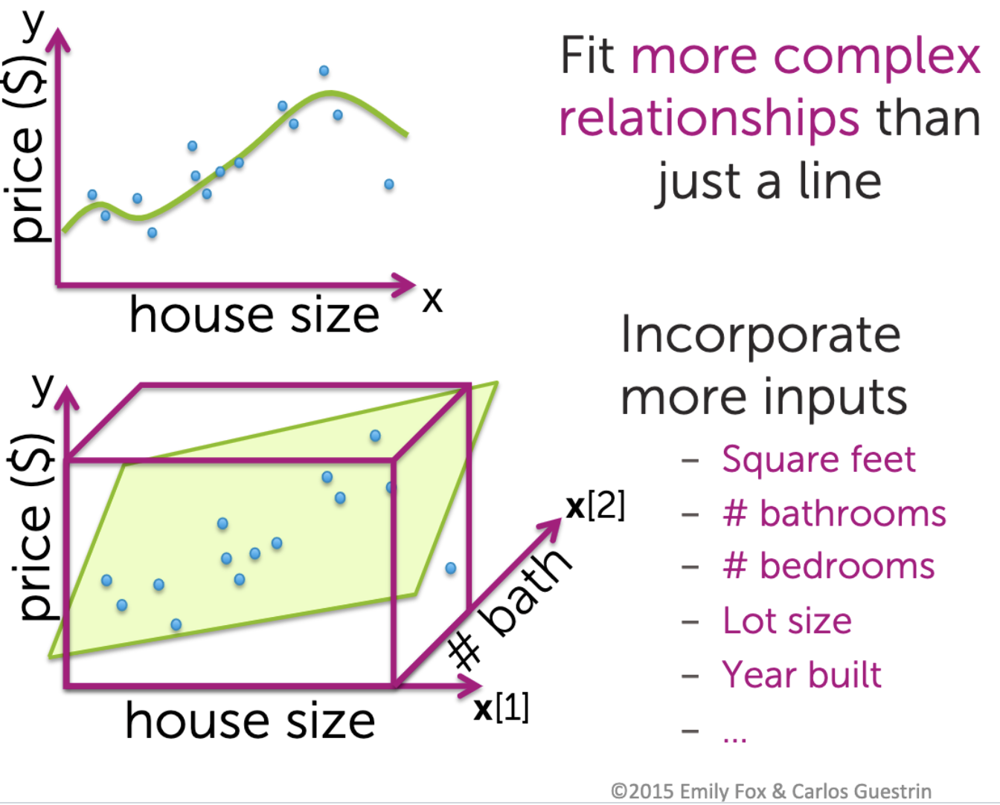 y
price ($)
x
house size
Fit more complex
relationships than
just a line
y
price ($)
house size
x[1]
# bath
x[2]
Incorporate
more inputs
– Square feet
– # bathrooms
– # bedrooms
– Lot size
– Year built
– ...
©2015 Emily Fox & Carlos Guestrin